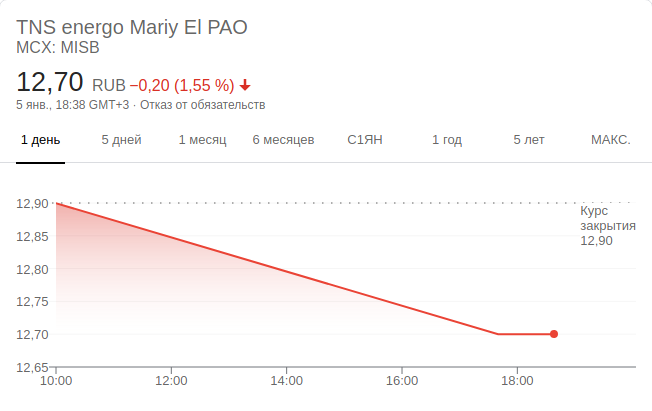 TNS energo Mariy El PAO
MCX: MISB
12,70 RUB −0,20 (1,55 %)
5 янв., 18:38 GMT+3 · Отказ от обязательств
1 день 5 дней 1 месяц 6 месяцев С1ЯН 1 год 5 лет МАКС.
12,90
Курс
закрытия
12,90
12,85
12,80
12,75
12,70
12,65
10:00 12:00 14:00 16:00 18:00